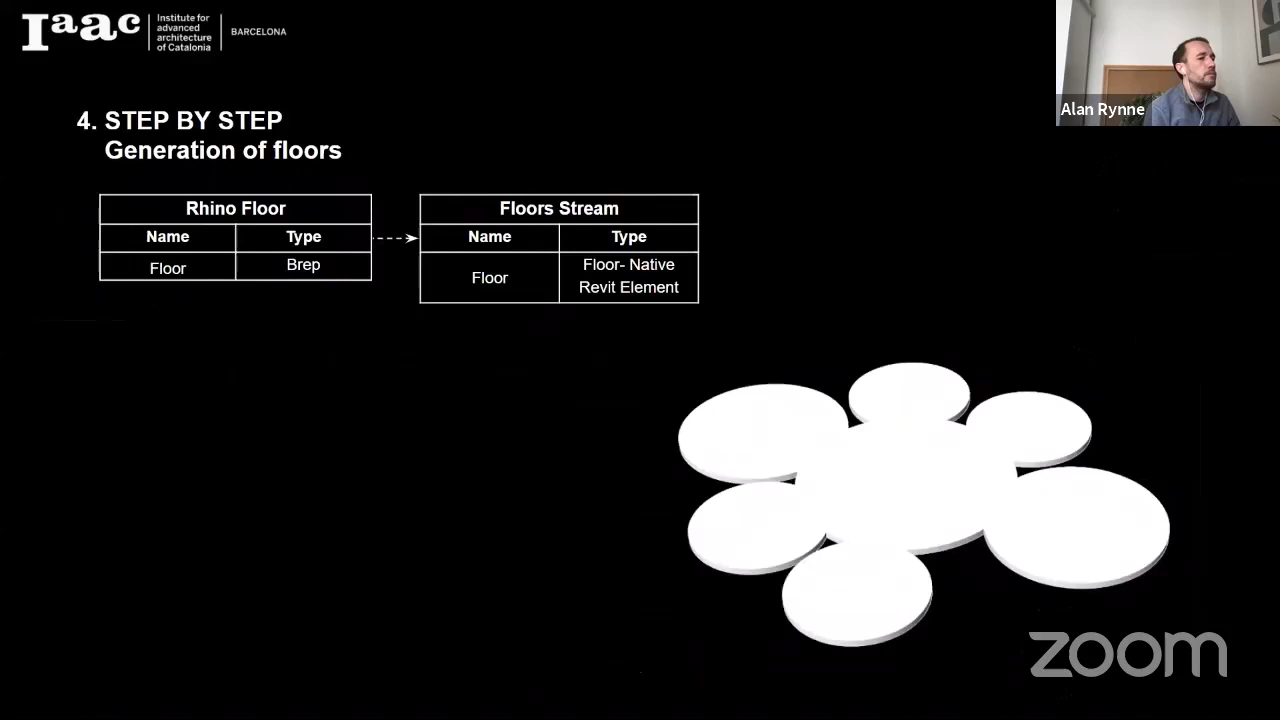 Iaac
Institute for
advanced
architecture
of Catalonia
BARCELONA
Alan Rynne
4. STEP BY STEP
Generation of floors
Rhino Floor
Name Type
Floor Brep
Floors Stream
Name Type
Floor Floor- Native
Revit Element
zoom